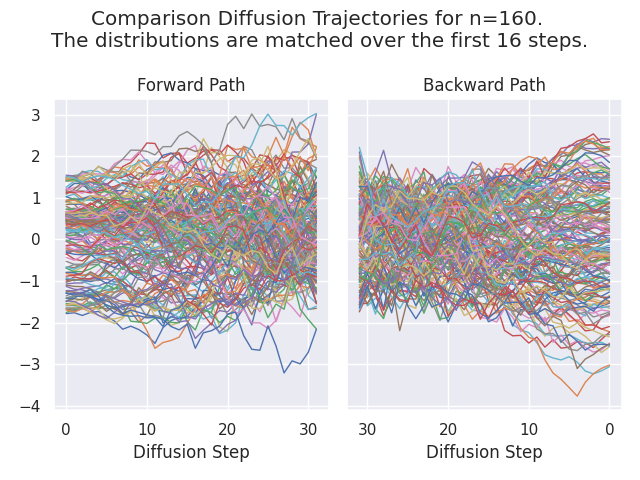 Comparison Diffusion Trajectories for n=160.
The distributions are matched over the first 16 steps.
Forward Path
Backward Path
3
2
1
0
−1
−2
−3
−4
0 10 20 30
30 20 10 0
Diffusion Step
Diffusion Step